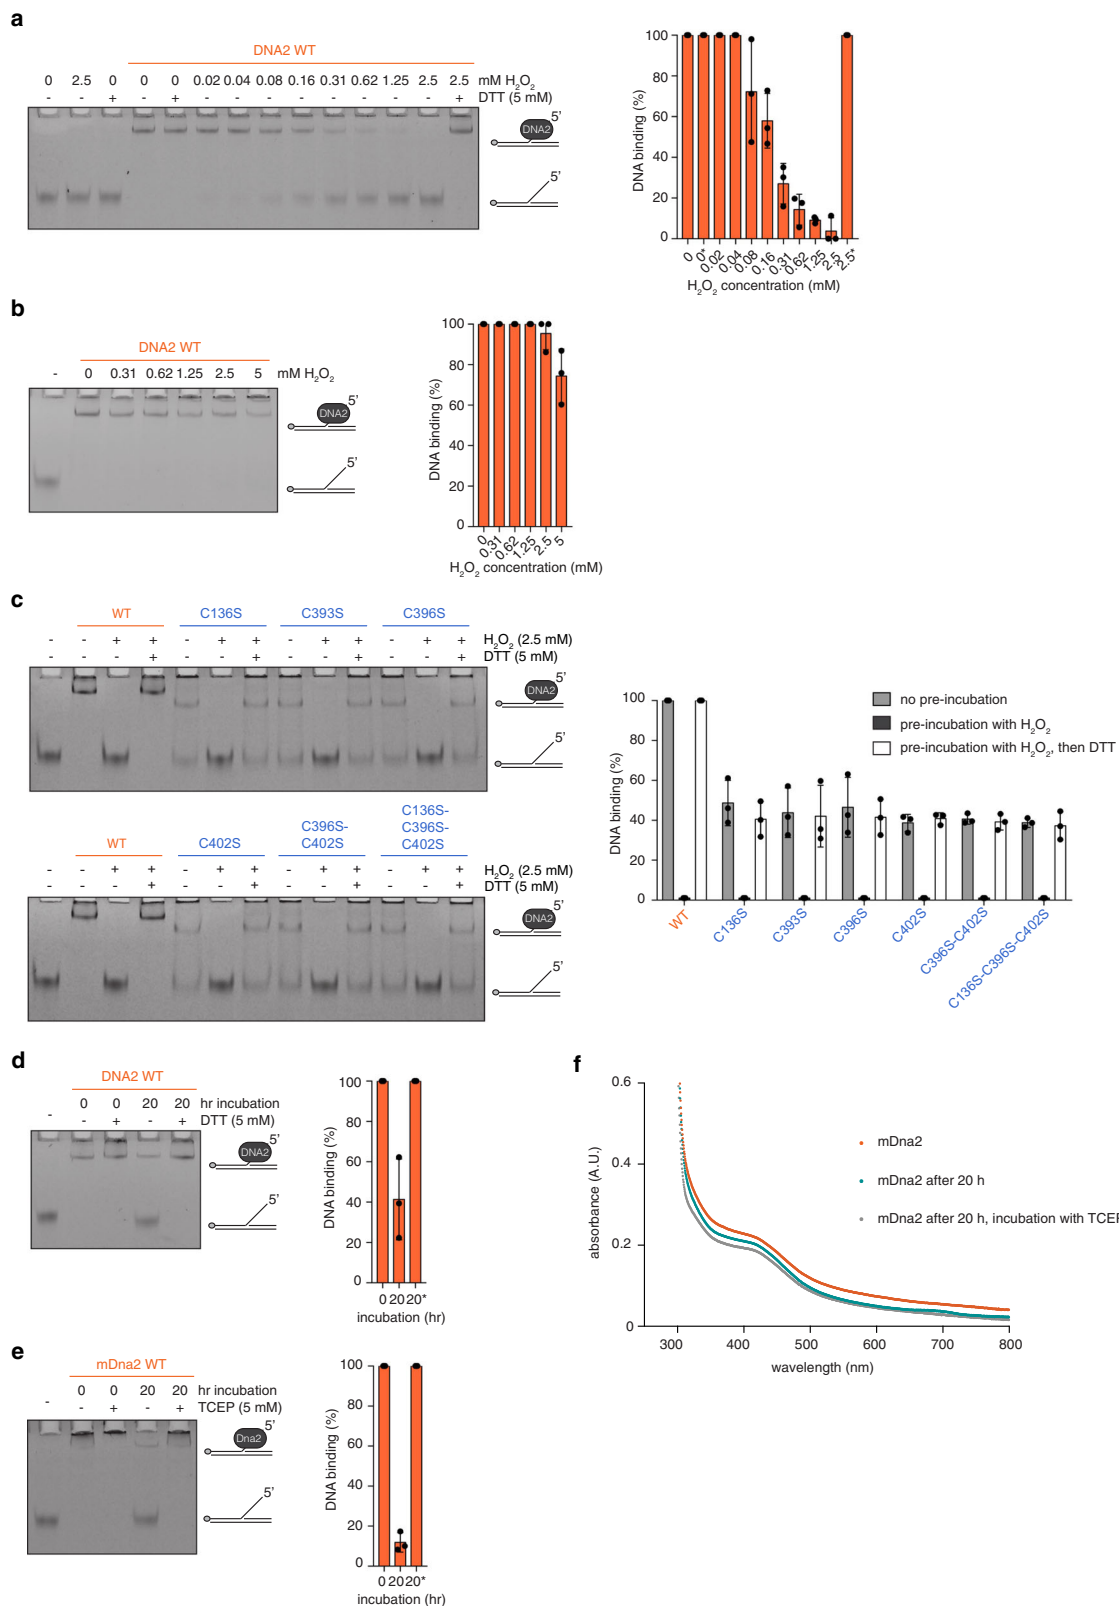 a
DNA2 WT
0 2.5 0 0 0 0.02 0.04 0.08 0.16 0.31 0.62 1.25 2.5 2.5 mM H₂O₂
- - + - + - - - - - - - - + DTT (5 mM)
5’
DNA2
5’
DNA binding (%)
100
80
60
40
20
0
0 0* 0.02 0.04 0.08 0.16 0.31 0.62 1.25 2.5 2.5*
H₂O₂ concentration (mM)
b
DNA2 WT
- 0 0.31 0.62 1.25 2.5 5 mM H₂O₂
5’
DNA2
5’
DNA binding (%)
100
80
60
40
20
0
0 0.31 0.62 1.25 2.5 5
H₂O₂ concentration (mM)
c
WT C136S C393S C396S
- - + + - + + - + + - + + H₂O₂ (2.5 mM)
- - - + - - + - - + - - + DTT (5 mM)
5’
DNA2
5’
WT C402S C396S-C402S C136S-C396S-C402S
- - + + - + + - + + - + + H₂O₂ (2.5 mM)
- - - + - - + - - + - - + DTT (5 mM)
5’
DNA2
5’
DNA binding (%)
100
80
60
40
20
0
no pre-incubation
pre-incubation with H₂O₂
pre-incubation with H₂O₂, then DTT
WT C136S C393S C396S C402S C396S-C402S C136S-C396S-C402S
d
DNA2 WT
0 0 20 20 hr incubation
- - + - + DTT (5 mM)
5’
DNA2
5’
DNA binding (%)
100
80
60
40
20
0
0 20 20*
incubation (hr)
e
mDna2 WT
0 0 20 20 hr incubation
- - + - + TCEP (5 mM)
5’
Dna2
5’
DNA binding (%)
100
80
60
40
20
0
0 20 20*
incubation (hr)
f
absorbance (A.U.)
0.6
0.4
0.2
0
300 400 500 600 700 800
wavelength (nm)
mDna2
mDna2 after 20 h
mDna2 after 20 h, incubation with TCEP